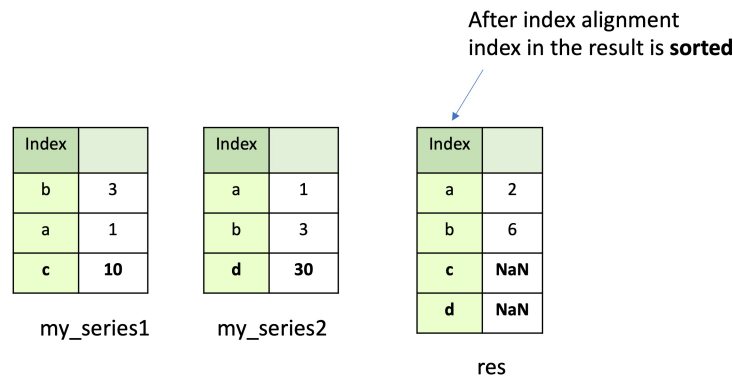 After index alignment
index in the result is sorted
Index
b 3
a 1
c 10
my_series1
Index
a 1
b 3
d 30
my_series2
Index
a 2
b 6
c NaN
d NaN
res